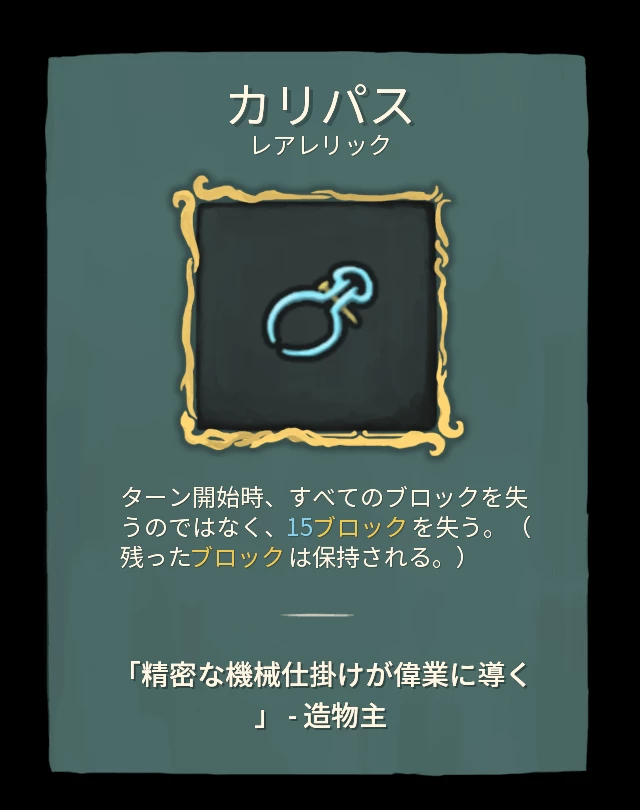 カリパス
レアレリック
ターン開始時、すべてのブロックを失
うのではなく、15ブロックを失う。（
残ったブロックは保持される。）
「精密な機械仕掛けが偉業に導く
」 - 造物主